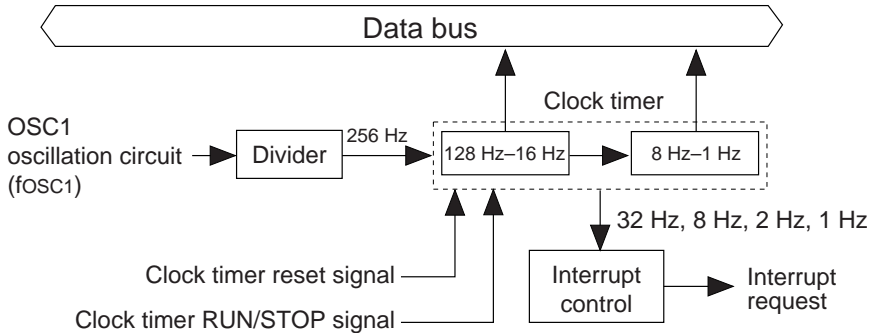 Data bus
Clock timer
OSC1
oscillation circuit
(fOSC1)
Divider
256 Hz
128 Hz–16 Hz
8 Hz–1 Hz
32 Hz, 8 Hz, 2 Hz, 1 Hz
Clock timer reset signal
Clock timer RUN/STOP signal
Interrupt
control
Interrupt
request